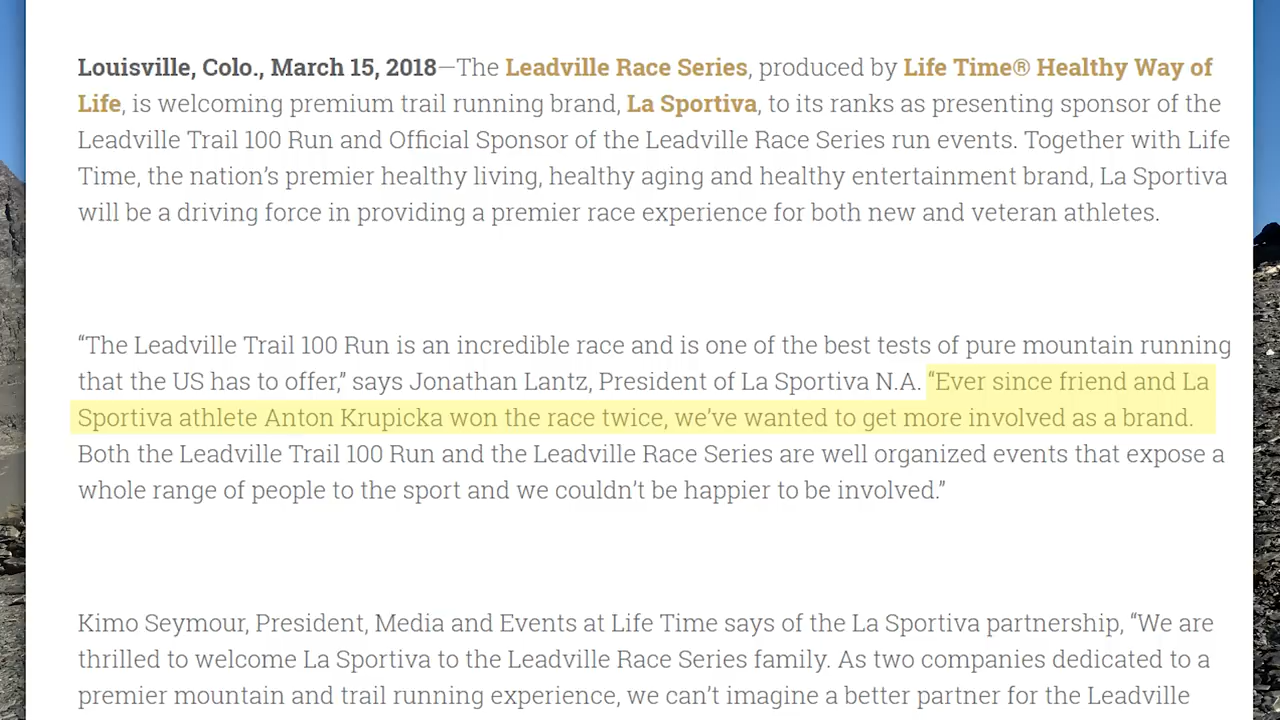 Louisville, Colo., March 15, 2018—The Leadville Race Series, produced by Life Time® Healthy Way of
Life, is welcoming premium trail running brand, La Sportiva, to its ranks as presenting sponsor of the
Leadville Trail 100 Run and Official Sponsor of the Leadville Race Series run events. Together with Life
Time, the nation’s premier healthy living, healthy aging and healthy entertainment brand, La Sportiva
will be a driving force in providing a premier race experience for both new and veteran athletes.
“The Leadville Trail 100 Run is an incredible race and is one of the best tests of pure mountain running
that the US has to offer,” says Jonathan Lantz, President of La Sportiva N.A. “Ever since friend and La
Sportiva athlete Anton Krupicka won the race twice, we’ve wanted to get more involved as a brand.
Both the Leadville Trail 100 Run and the Leadville Race Series are well organized events that expose a
whole range of people to the sport and we couldn’t be happier to be involved.”
Kimo Seymour, President, Media and Events at Life Time says of the La Sportiva partnership, “We are
thrilled to welcome La Sportiva to the Leadville Race Series family. As two companies dedicated to a
premier mountain and trail running experience, we can’t imagine a better partner for the Leadville